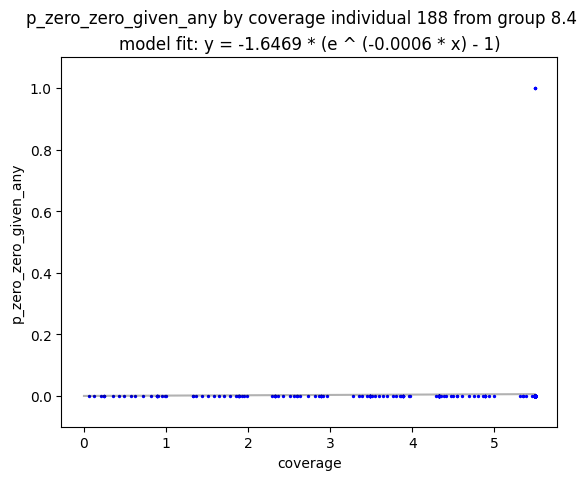 p_zero_zero_given_any by coverage individual 188 from group 8.4
model fit: y = -1.6469 * (e ^ (-0.0006 * x) - 1)
1.0
0.8
0.6
0.4
0.2
0.0
p_zero_zero_given_any
0 1 2 3 4 5
coverage